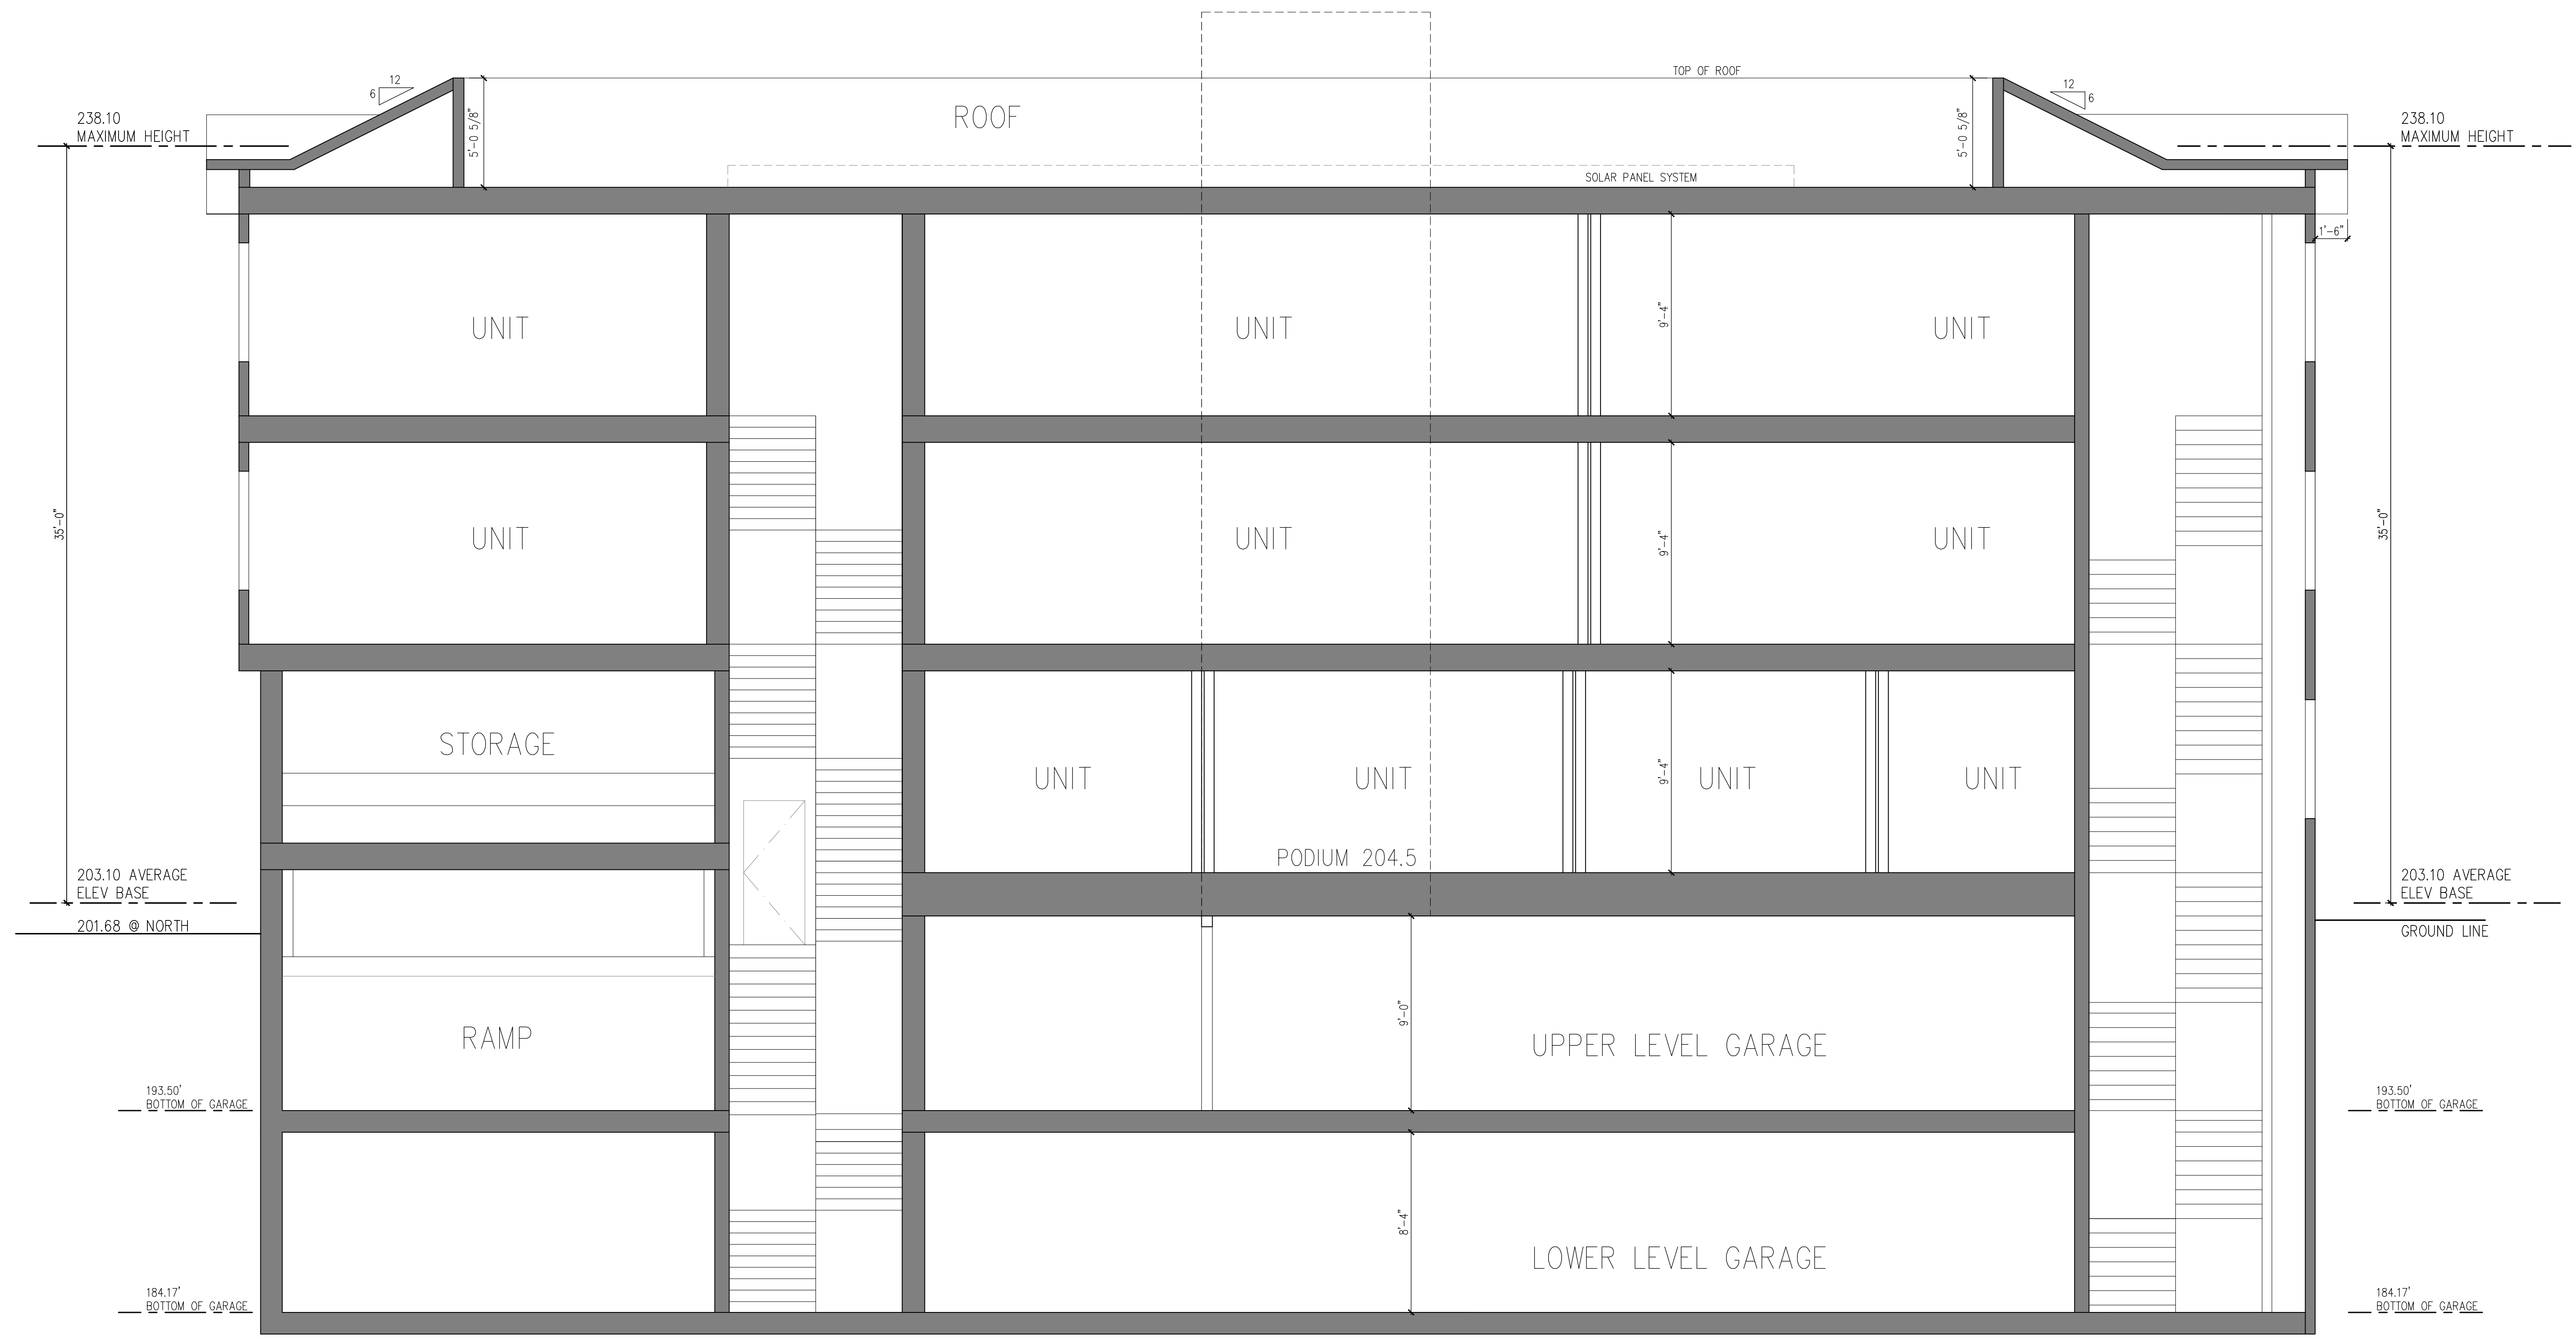 TOP OF ROOF
12
6
12
6
238.10
MAXIMUM HEIGHT
5'-0 5/8"
ROOF
5'-0 5/8"
238.10
MAXIMUM HEIGHT
SOLAR PANEL SYSTEM
1'-6"
UNIT
UNIT
9'-4"
UNIT
35'-0"
UNIT
UNIT
9'-4"
UNIT
35'-0"
STORAGE
UNIT
UNIT
9'-4"
UNIT
UNIT
PODIUM 204.5
203.10 AVERAGE
ELEV BASE
203.10 AVERAGE
ELEV BASE
201.68 @ NORTH
GROUND LINE
RAMP
9'-0"
UPPER LEVEL GARAGE
193.50'
BOTTOM OF GARAGE
193.50'
BOTTOM OF GARAGE
8'-4"
LOWER LEVEL GARAGE
184.17'
BOTTOM OF GARAGE
184.17'
BOTTOM OF GARAGE